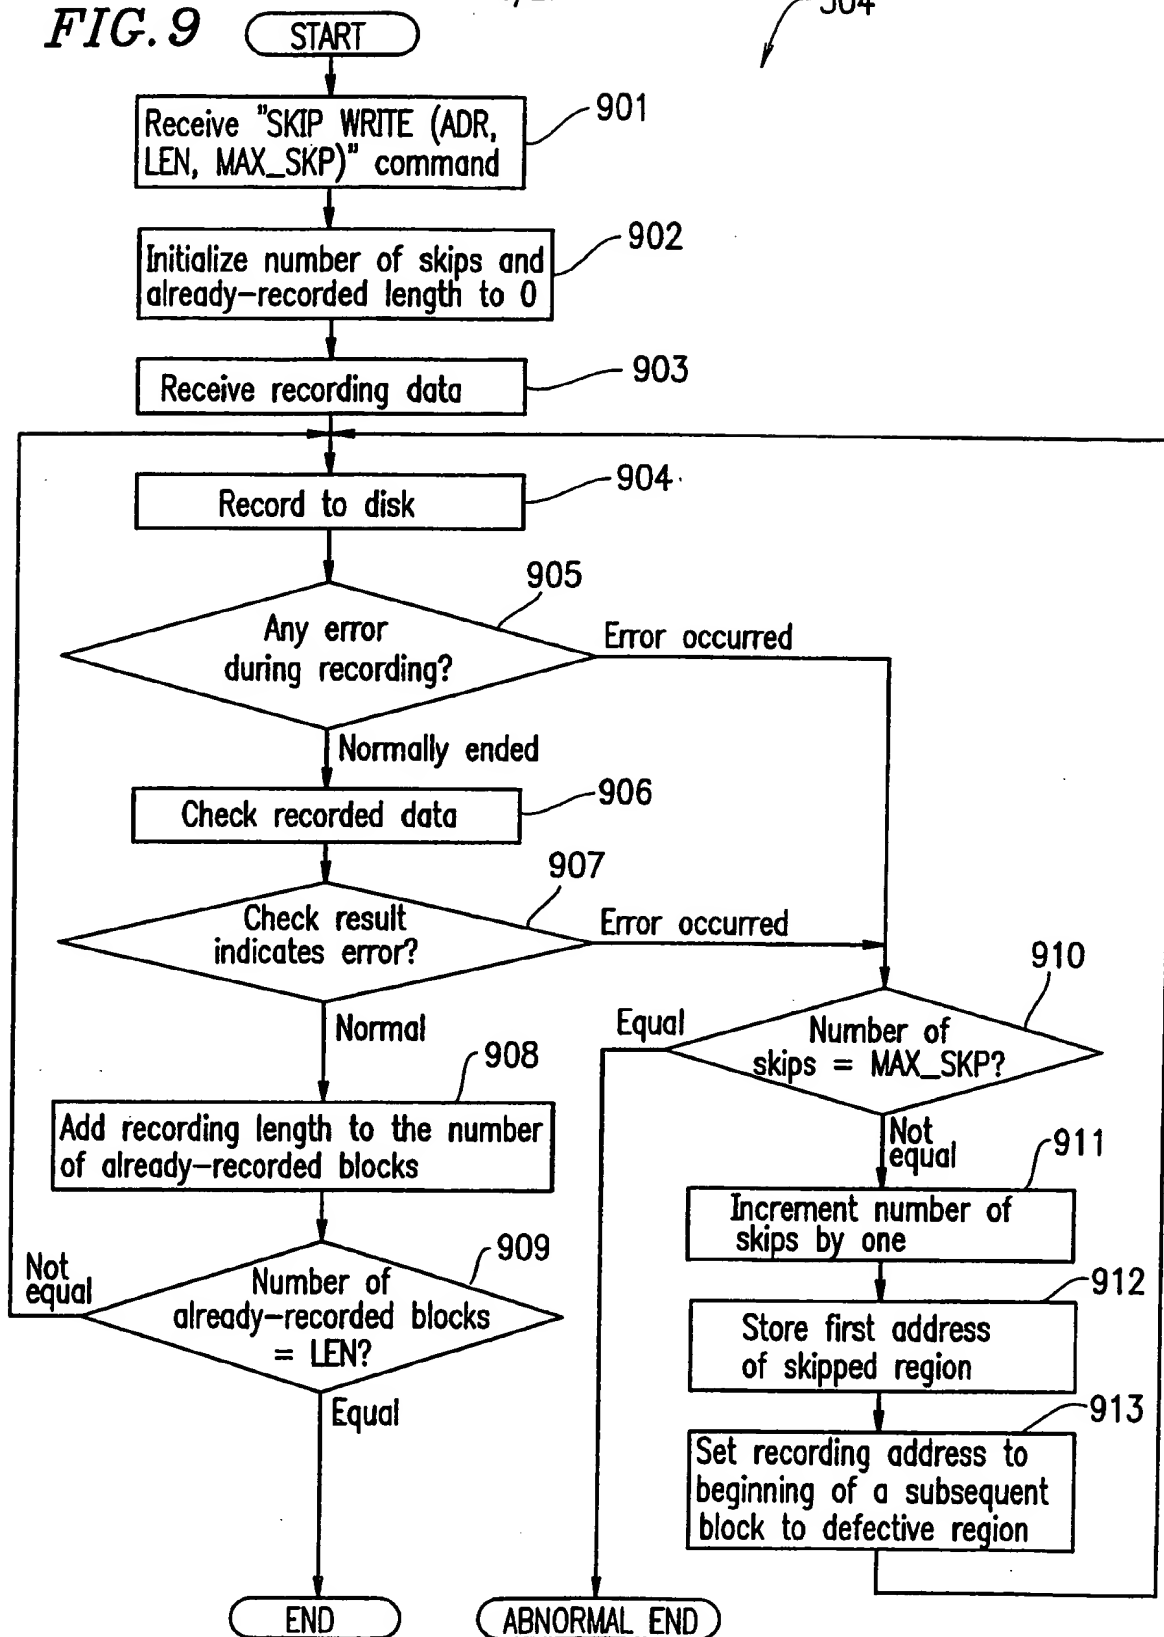 504
FIG. 9
START
Receive "SKIP WRITE (ADR,
LEN, MAX_SKP)" command
901
Initialize number of skips and
already-recorded length to 0
902
Receive recording data
903
Record to disk
904
905
Any error
during recording?
Error occurred
Normally ended
Check recorded data
906
907
Check result
indicates error?
Error occurred
Normal
910
Equal
Number of
skips = MAX_SKP?
908
Add recording length to the number
of already-recorded blocks
Not
equal
911
Increment number of
skips by one
909
Not
equal
Number of
already-recorded blocks
= LEN?
912
Store first address
of skipped region
Equal
913
Set recording address to
beginning of a subsequent
block to defective region
END
ABNORMAL END